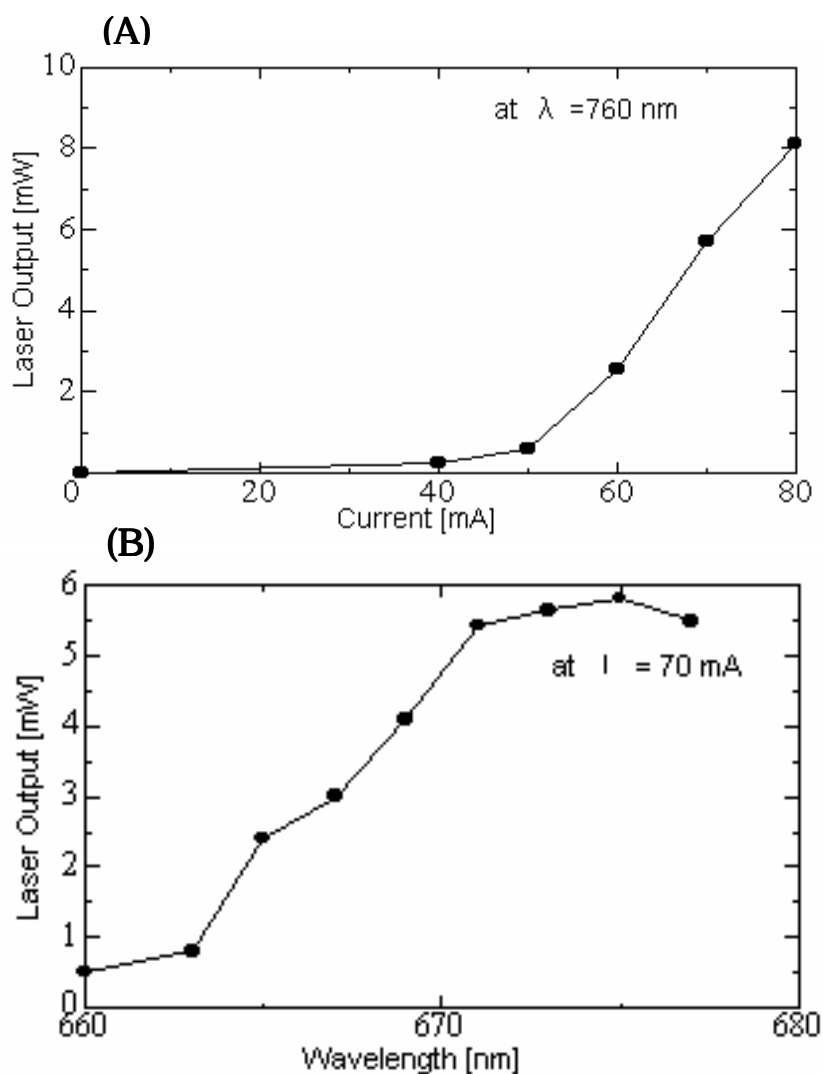 (A)
10
8
6
4
2
0 20 40 60 80
Laser Output [mW]
at λ =760 nm
Current [mA]
(B)
6
5
4
3
2
1
0
660 670 680
Laser Output [mW]
at I = 70 mA
Wavelength [nm]